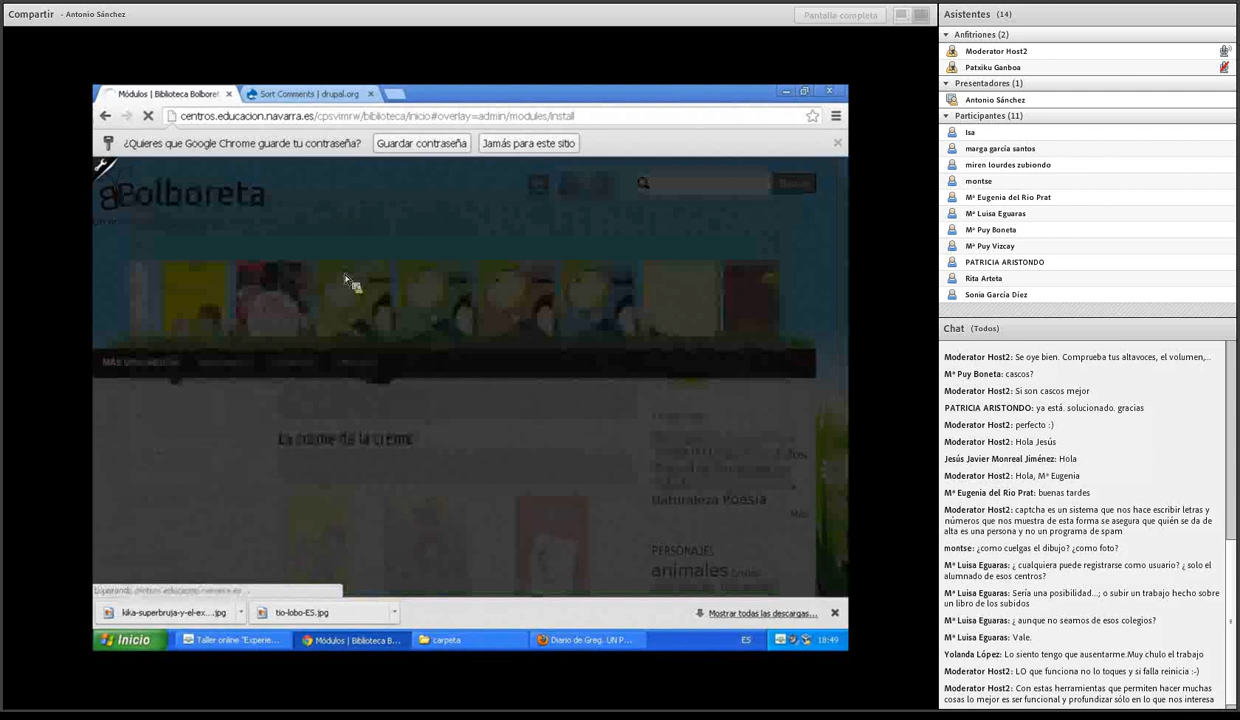 Compartir - Antonio Sánchez
Pantalla completa
Módulos | Biblioteca Bolboret
Sort Comments | drupal.org
centros.educacion.navarra.es/cpsvimrw/biblioteca/inicio#overlay=admin/modules/install
¿Quieres que Google Chrome guarde tu contraseña?
Guardar contraseña
Jamás para este sitio
Bolboreta
Buscar
La creme de la creme
Naturaleza Poesía
Más
PERSONAJES
animales
kika-superbruja-y-el-ex....jpg
tio-lobo-ES.jpg
Mostrar todas las descargas...
Inicio
Taller online "Experie...
Módulos | Biblioteca B...
carpeta
Diario de Greg. UN P...
ES
18:49
Asistentes (14)
Anfitriones (2)
Moderator Host2
Patxiku Ganboa
Presentadores (1)
Antonio Sánchez
Participantes (11)
Isa
marga garcía santos
miren lourdes zubiondo
montse
Mª Eugenia del Rio Prat
Mª Luisa Eguaras
Mª Puy Boneta
Mª Puy Vizcay
PATRICIA ARISTONDO
Rita Arteta
Sonia García Díez
Chat (Todos)
Moderator Host2: Se oye bien. Comprueba tus altavoces, el volumen,...
Mª Puy Boneta: cascos?
Moderator Host2: Si son cascos mejor
PATRICIA ARISTONDO: ya está. solucionado. gracias
Moderator Host2: perfecto :)
Moderator Host2: Hola Jesús
Jesús Javier Monreal Jiménez: Hola
Moderator Host2: Hola, Mª Eugenia
Mª Eugenia del Rio Prat: buenas tardes
Moderator Host2: captcha es un sistema que nos hace escribir letras y
números que nos muestra de esta forma se asegura que quién se da de
alta es una persona y no un programa de spam
montse: ¿como cuelgas el dibujo? ¿como foto?
Mª Luisa Eguaras: ¿ cualquiera puede registrarse como usuario? ¿ solo el
alumnado de esos centros?
Mª Luisa Eguaras: Sería una posibilidad...; o subir un trabajo hecho sobre
un libro de los subidos
Mª Luisa Eguaras: ¿ aunque no seamos de esos colegios?
Mª Luisa Eguaras: Vale.
Yolanda López: Lo siento tengo que ausentarme.Muy chulo el trabajo
Moderator Host2: LO que funciona no lo toques y si falla reinicia :-)
Moderator Host2: Con estas herramientas que permiten hacer muchas
cosas lo mejor es ser funcional y profundizar sólo en lo que nos interesa